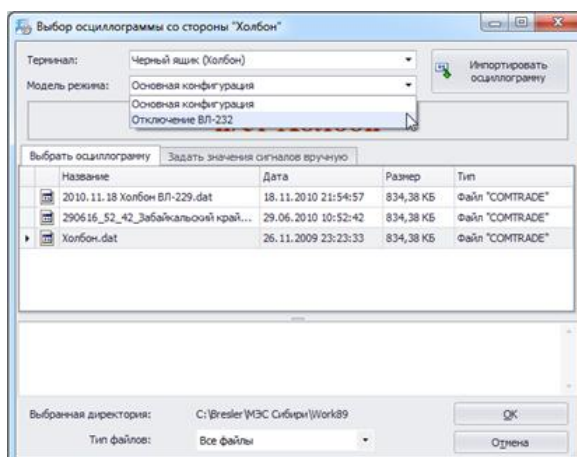 Выбор осциллограммы со стороны "Холбон"
Терминал: Черный ящик (Холбон)
Импортировать осциллограмму
Модель режима: Основная конфигурация
Основная конфигурация
Отключение ВЛ-232
Выбрать осциллограмму Задать значения сигналов вручную
Название Дата Размер Тип
2010.11.18 Холбон ВЛ-229.dat 18.11.2010 21:54:57 834,38 КБ Файл "COMTRADE"
290616_52_42_Забайкальский край... 29.06.2010 10:52:42 834,38 КБ Файл "COMTRADE"
Холбон.dat 26.11.2009 23:23:33 834,38 КБ Файл "COMTRADE"
Выбранная директория: C:\Bresler\МЭС Сибири\Work89
OK
Тип файлов: Все файлы
Отмена